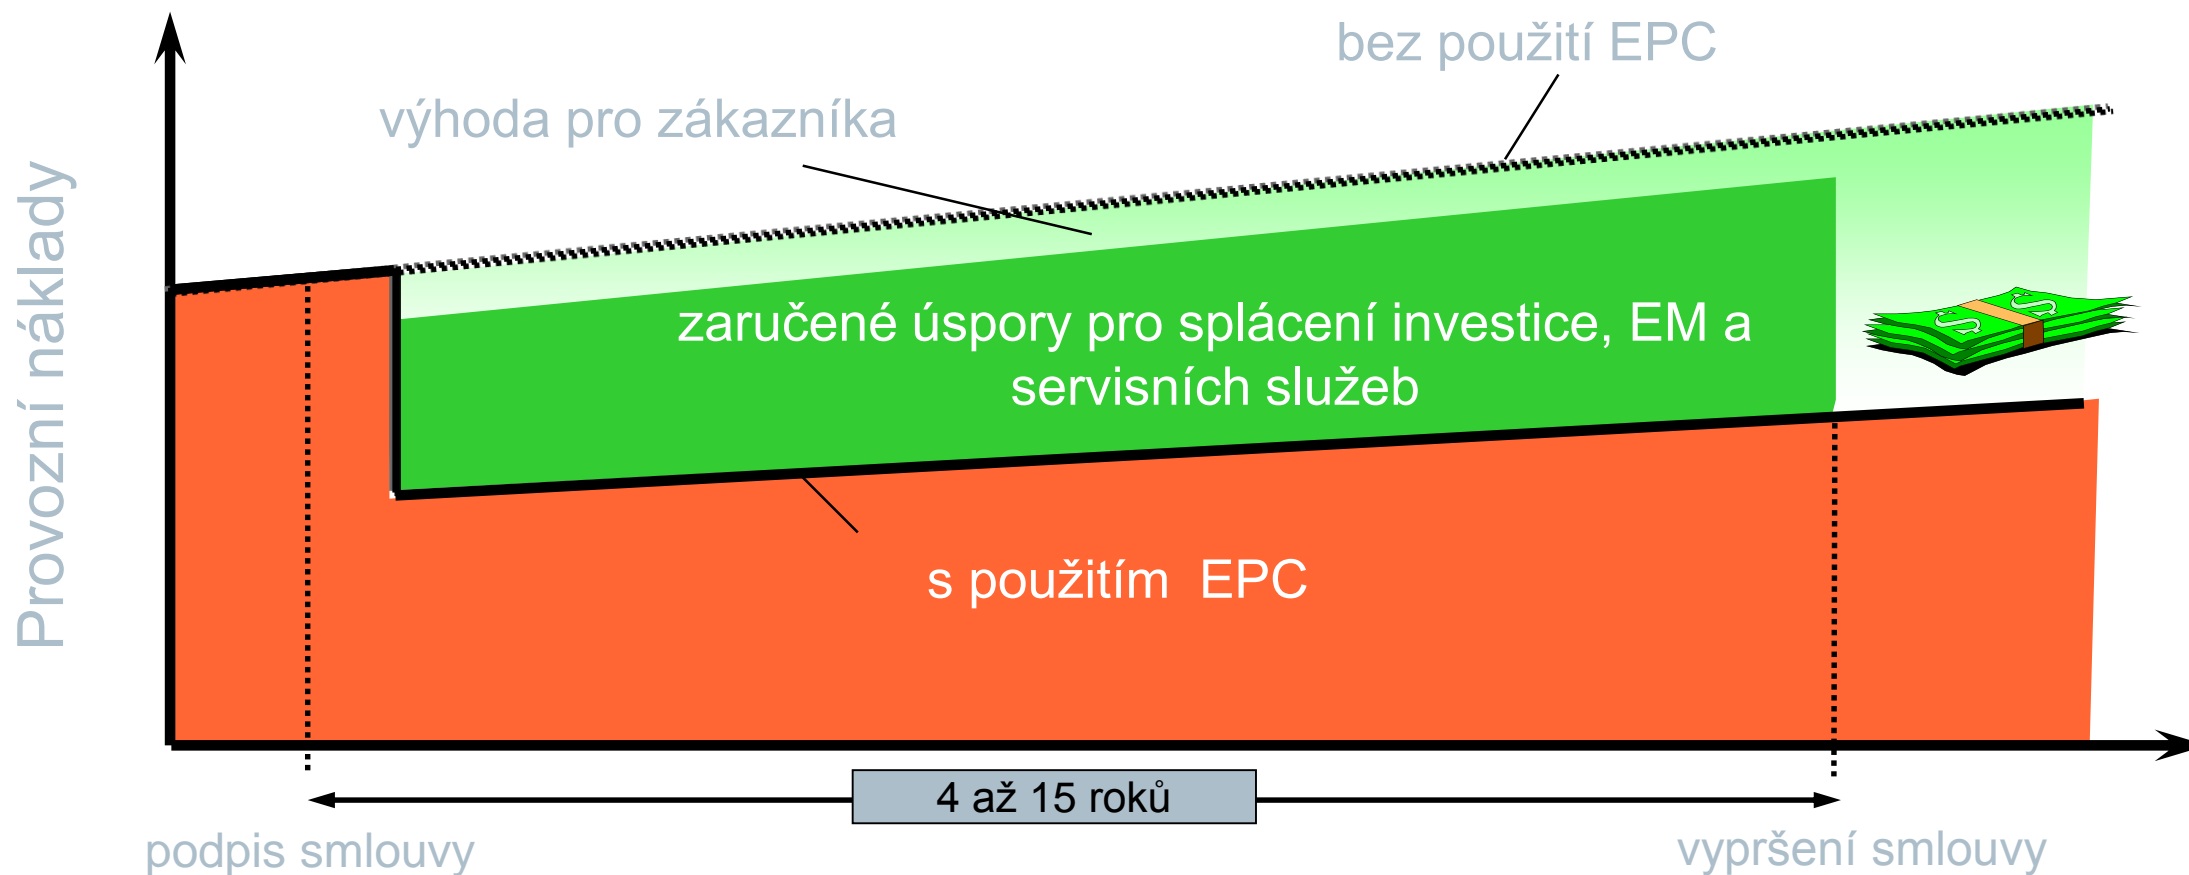 bez použití EPC
výhoda pro zákazníka
Provozní náklady
zaručené úspory pro splácení investice, EM a
servisních služeb
s použitím EPC
4 až 15 roků
podpis smlouvy
vypršení smlouvy